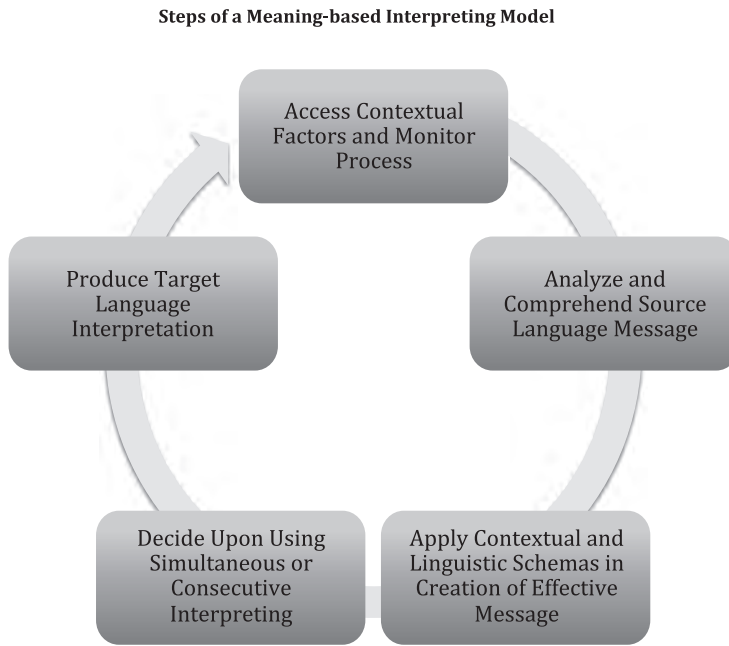 Steps of a Meaning-based Interpreting Model
Access Contextual
Factors and Monitor
Process
Analyze and
Comprehend Source
Language Message
Apply Contextual and
Linguistic Schemas in
Creation of Effective
Message
Decide Upon Using
Simultaneous or
Consecutive
Interpreting
Produce Target
Language
Interpretation